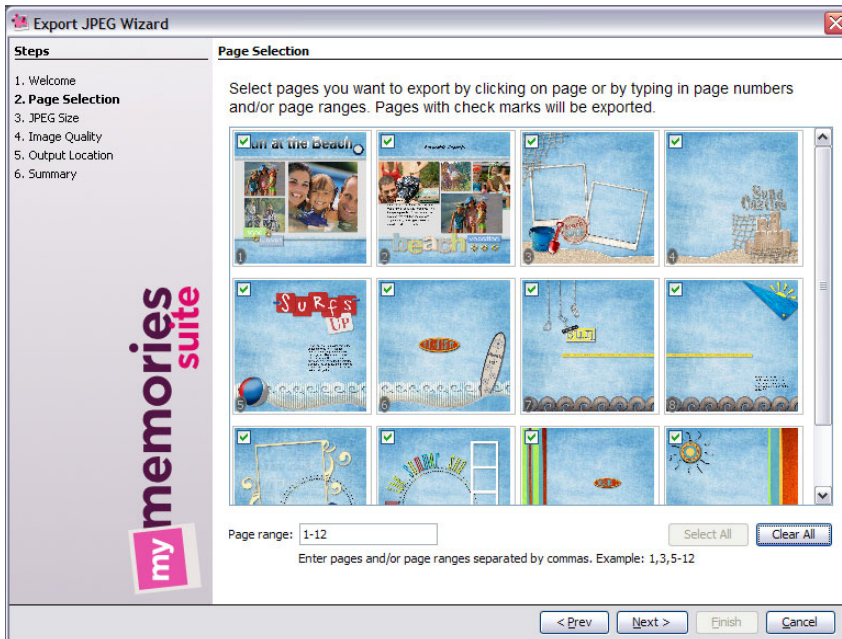 Export JPEG Wizard
Steps
1. Welcome
2. Page Selection
3. JPEG Size
4. Image Quality
5. Output Location
6. Summary
my memories
suite
Page Selection
Select pages you want to export by clicking on page or by typing in page numbers
and/or page ranges. Pages with check marks will be exported.
un at the Beach
1
beach
vacation
2
3
Sand
Castles
4
SURFS
UP
5
6
7
8
Page range: 1-12
Select All
Clear All
Enter pages and/or page ranges separated by commas. Example: 1,3,5-12
< Prev
Next >
Finish
Cancel